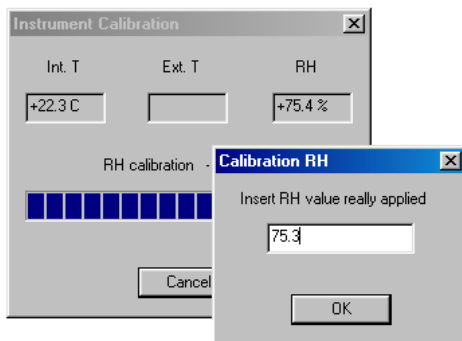 Instrument Calibration
Int. T Ext. T RH
+22.3 C +75.4 %
RH calibration -
Cancel
Calibration RH
Insert RH value really applied
75.3
OK